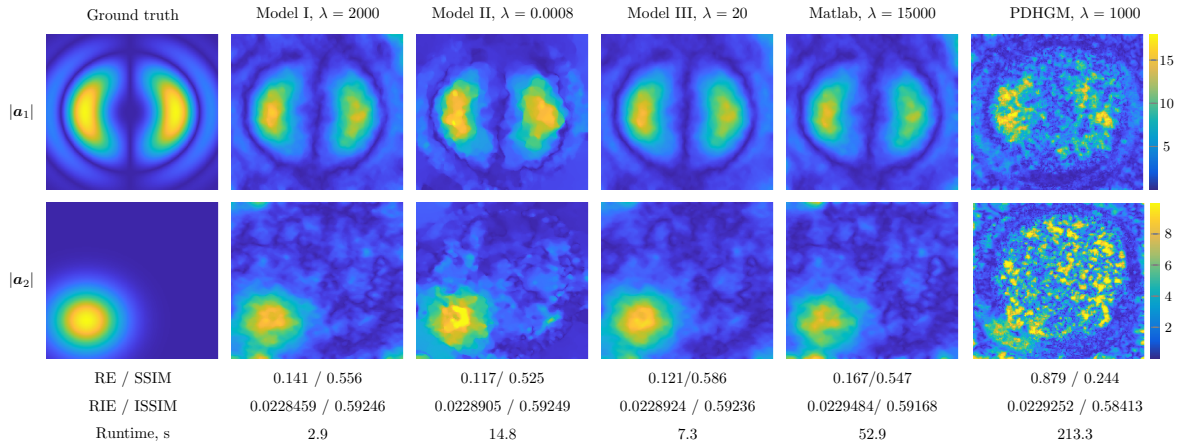 Ground truth
Model I, λ = 2000
Model II, λ = 0.0008
Model III, λ = 20
Matlab, λ = 15000
PDHGM, λ = 1000
|a₁|
15
10
5
|a₂|
8
6
4
2
RE / SSIM 0.141 / 0.556 0.117/ 0.525 0.121/0.586 0.167/0.547 0.879 / 0.244
RIE / ISSIM 0.0228459 / 0.59246 0.0228905 / 0.59249 0.0228924 / 0.59236 0.0229484/ 0.59168 0.0229252 / 0.58413
Runtime, s 2.9 14.8 7.3 52.9 213.3